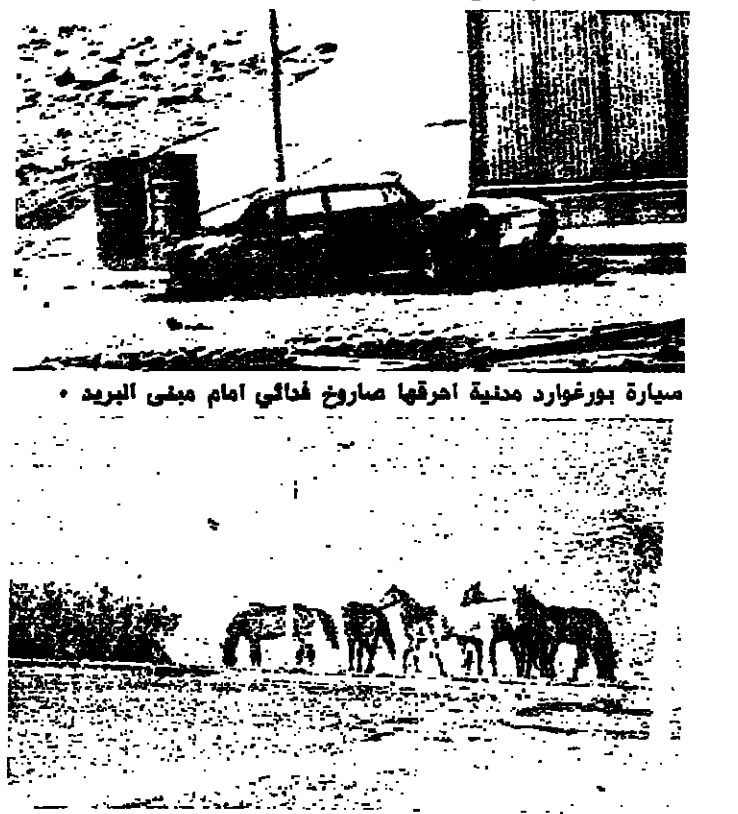 سيارة بورغوارد مدنية احرقها صاروخ فدائي امام مبنى البريد .